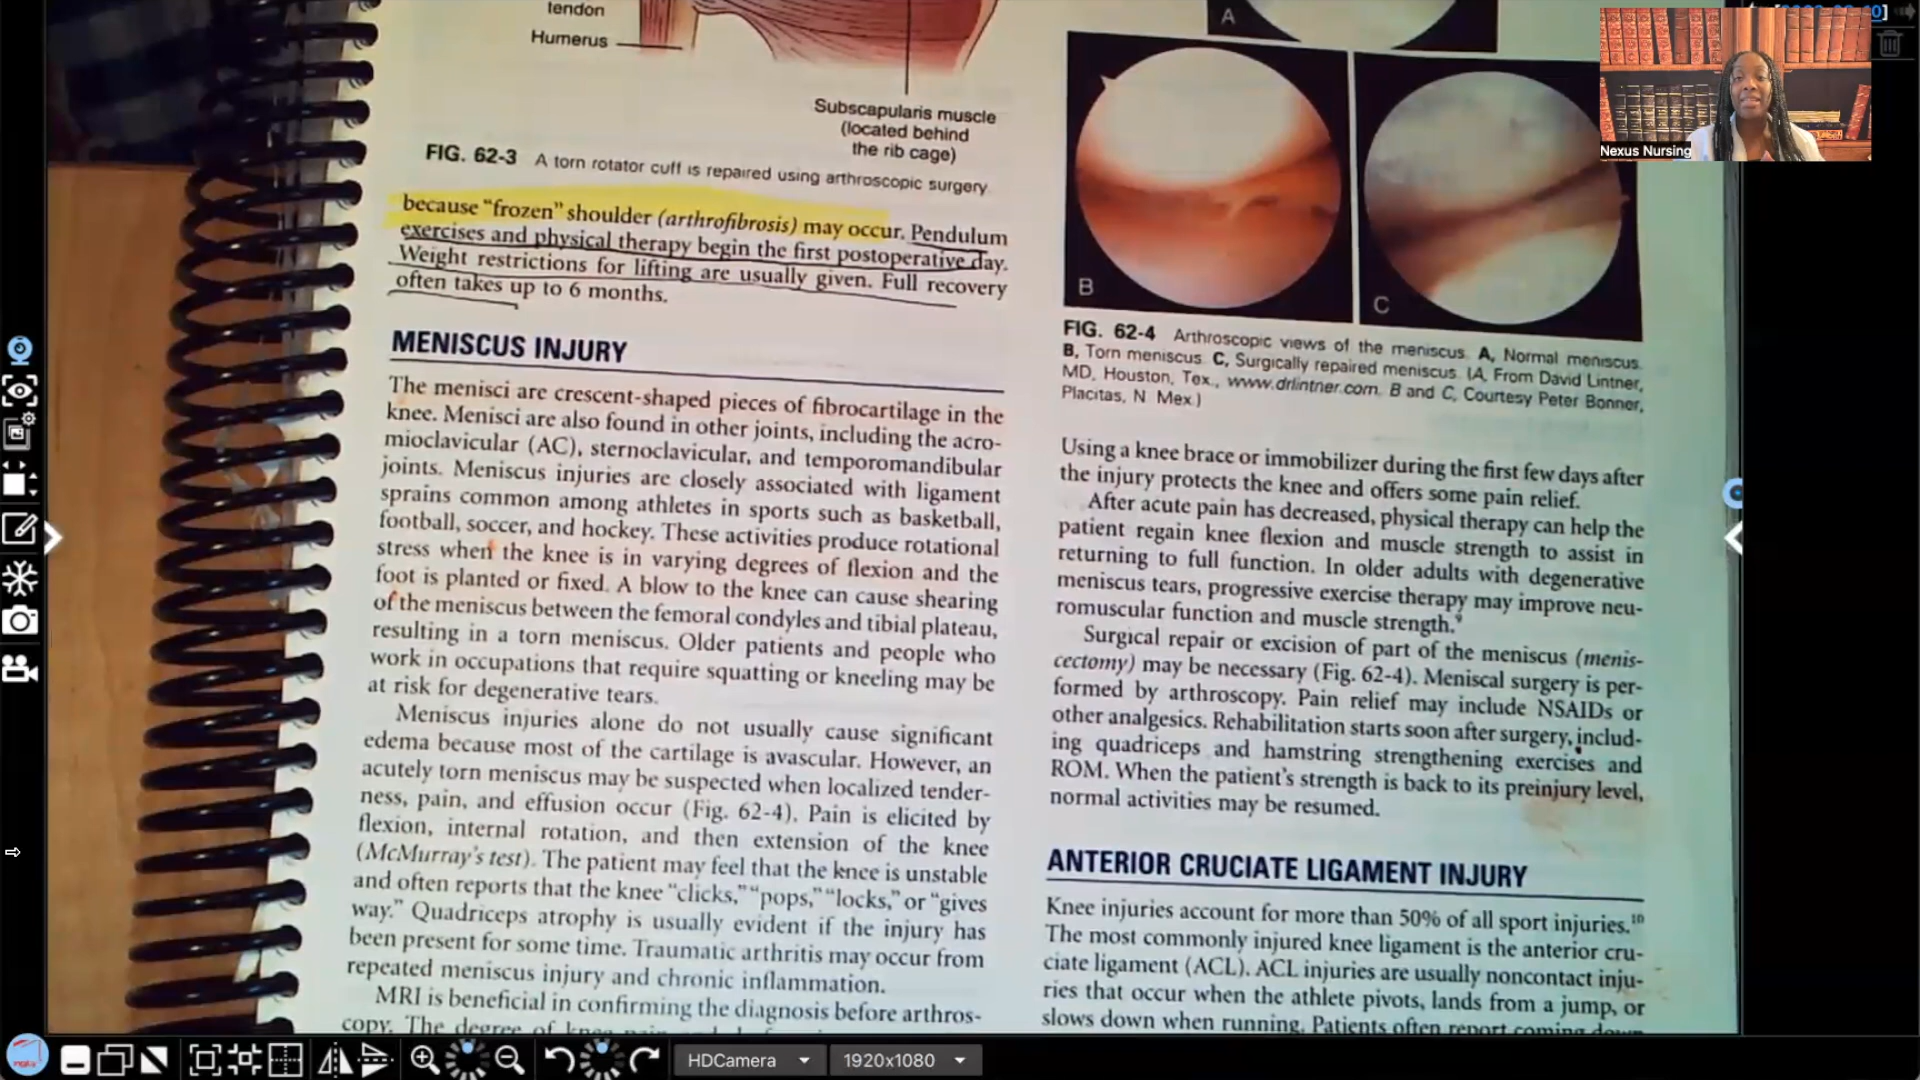 tendon
Humerus
Subscapularis muscle
(located behind
the rib cage)
FIG. 62-3 A torn rotator cuff is repaired using arthroscopic surgery.
because “frozen” shoulder (arthrofibrosis) may occur. Pendulum
exercises and physical therapy begin the first postoperative day.
Weight restrictions for lifting are usually given. Full recovery
often takes up to 6 months.
MENISCUS INJURY
The menisci are crescent-shaped pieces of fibrocartilage in the
knee. Menisci are also found in other joints, including the acro-
mioclavicular (AC), sternoclavicular, and temporomandibular
joints. Meniscus injuries are closely associated with ligament
sprains common among athletes in sports such as basketball,
football, soccer, and hockey. These activities produce rotational
stress when the knee is in varying degrees of flexion and the
foot is planted or fixed. A blow to the knee can cause shearing
of the meniscus between the femoral condyles and tibial plateau,
resulting in a torn meniscus. Older patients and people who
work in occupations that require squatting or kneeling may be
at risk for degenerative tears.
Meniscus injuries alone do not usually cause significant
edema because most of the cartilage is avascular. However, an
acutely torn meniscus may be suspected when localized tender-
ness, pain, and effusion occur (Fig. 62-4). Pain is elicited by
flexion, internal rotation, and then extension of the knee
(McMurray’s test). The patient may feel that the knee is unstable
and often reports that the knee “clicks,” “pops,” “locks,” or “gives
way.” Quadriceps atrophy is usually evident if the injury has
been present for some time. Traumatic arthritis may occur from
repeated meniscus injury and chronic inflammation.
MRI is beneficial in confirming the diagnosis before arthros-
copy. The degree of knee pain
A
B
C
FIG. 62-4 Arthroscopic views of the meniscus. A, Normal meniscus.
B, Torn meniscus. C, Surgically repaired meniscus. (A, From David Lintner,
MD, Houston, Tex., www.drlintner.com. B and C, Courtesy Peter Bonner,
Placitas, N Mex.)
Using a knee brace or immobilizer during the first few days after
the injury protects the knee and offers some pain relief.
After acute pain has decreased, physical therapy can help the
patient regain knee flexion and muscle strength to assist in
returning to full function. In older adults with degenerative
meniscus tears, progressive exercise therapy may improve neu-
romuscular function and muscle strength.9
Surgical repair or excision of part of the meniscus (menis-
cectomy) may be necessary (Fig. 62-4). Meniscal surgery is per-
formed by arthroscopy. Pain relief may include NSAIDs or
other analgesics. Rehabilitation starts soon after surgery, includ-
ing quadriceps and hamstring strengthening exercises and
ROM. When the patient’s strength is back to its preinjury level,
normal activities may be resumed.
ANTERIOR CRUCIATE LIGAMENT INJURY
Knee injuries account for more than 50% of all sport injuries.10
The most commonly injured knee ligament is the anterior cru-
ciate ligament (ACL). ACL injuries are usually noncontact inju-
ries that occur when the athlete pivots, lands from a jump, or
slows down when running. Patients often report coming down
Nexus Nursing
HDCamera
1920x1080